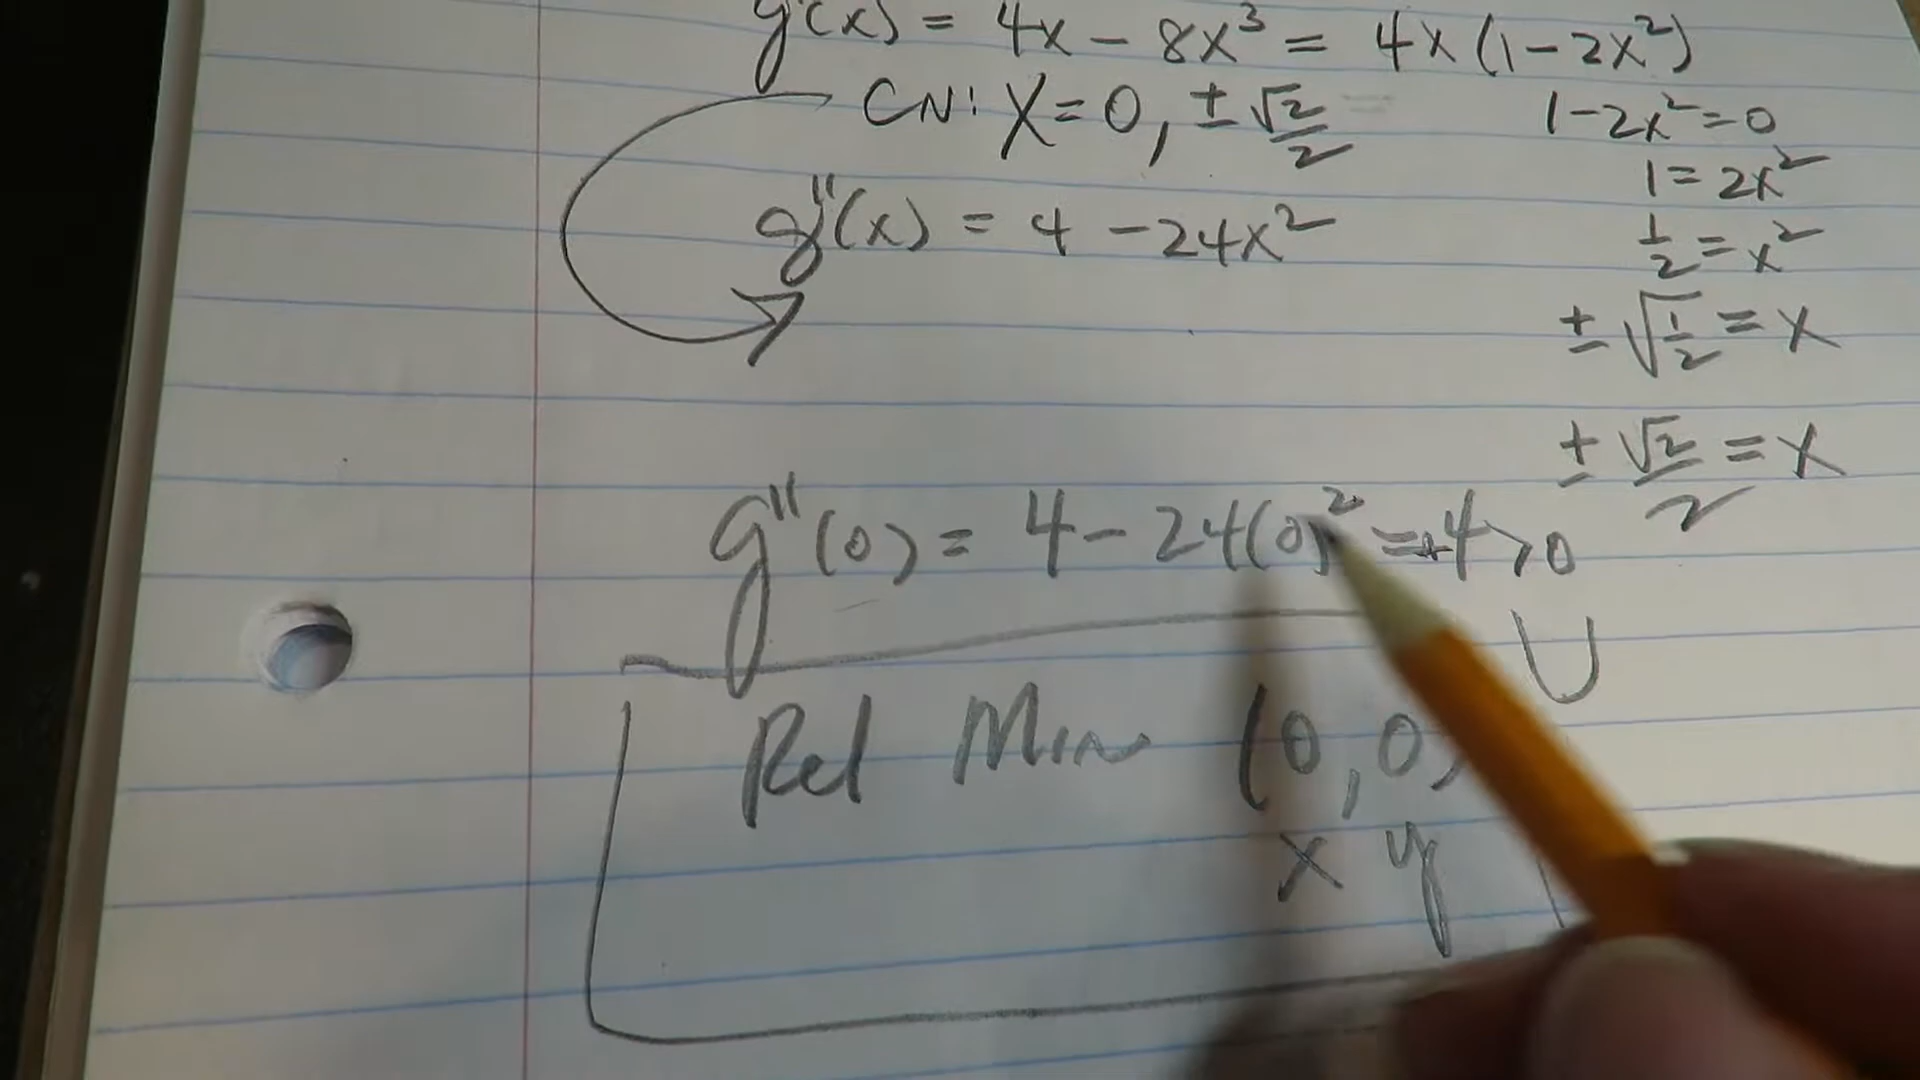 g'(x) = 4x - 8x³ = 4x(1 - 2x²)
CN: X = 0, ± √2/2
1 - 2x² = 0
1 = 2x²
g''(x) = 4 - 24x²
1/2 = x²
± √1/2 = x
± √2/2 = x
g''(0) = 4 - 24(0)² = +4 > 0
∪
Rel Min (0, 0)
x y